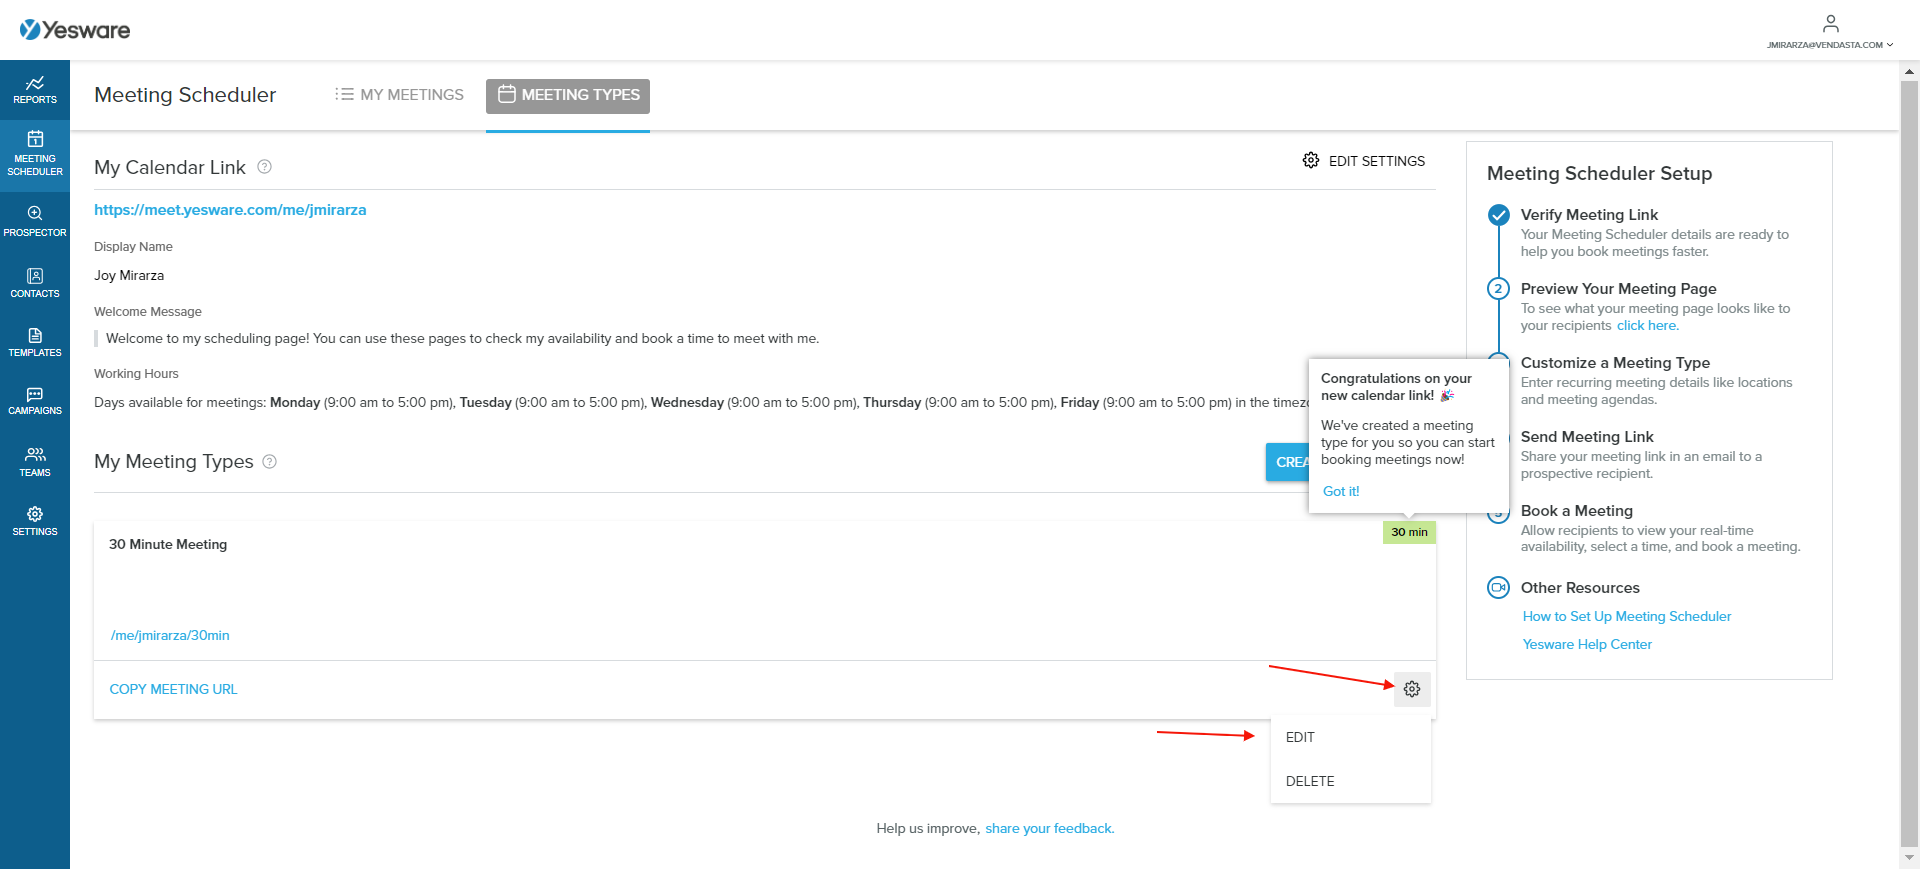 Yesware
JMIRARZA@VENDASTA.COM
REPORTS
MEETING
SCHEDULER
PROSPECTOR
CONTACTS
TEMPLATES
CAMPAIGNS
TEAMS
SETTINGS
Meeting Scheduler
MY MEETINGS
MEETING TYPES
My Calendar Link
EDIT SETTINGS
https://meet.yesware.com/me/jmirarza
Display Name
Joy Mirarza
Welcome Message
Welcome to my scheduling page! You can use these pages to check my availability and book a time to meet with me.
Working Hours
Days available for meetings: Monday (9:00 am to 5:00 pm), Tuesday (9:00 am to 5:00 pm), Wednesday (9:00 am to 5:00 pm), Thursday (9:00 am to 5:00 pm), Friday (9:00 am to 5:00 pm) in the
My Meeting Types
Congratulations on your
new calendar link! 🎉
We've created a meeting
type for you so you can start
booking meetings now!
Got it!
30 Minute Meeting
30 min
/me/jmirarza/30min
COPY MEETING URL
EDIT
DELETE
Help us improve, share your feedback.
Meeting Scheduler Setup
Verify Meeting Link
Your Meeting Scheduler details are ready to
help you book meetings faster.
2
Preview Your Meeting Page
To see what your meeting page looks like to
your recipients click here.
Customize a Meeting Type
Enter recurring meeting details like locations
and meeting agendas.
Send Meeting Link
Share your meeting link in an email to a
prospective recipient.
Book a Meeting
Allow recipients to view your real-time
availability, select a time, and book a meeting.
Other Resources
How to Set Up Meeting Scheduler
Yesware Help Center